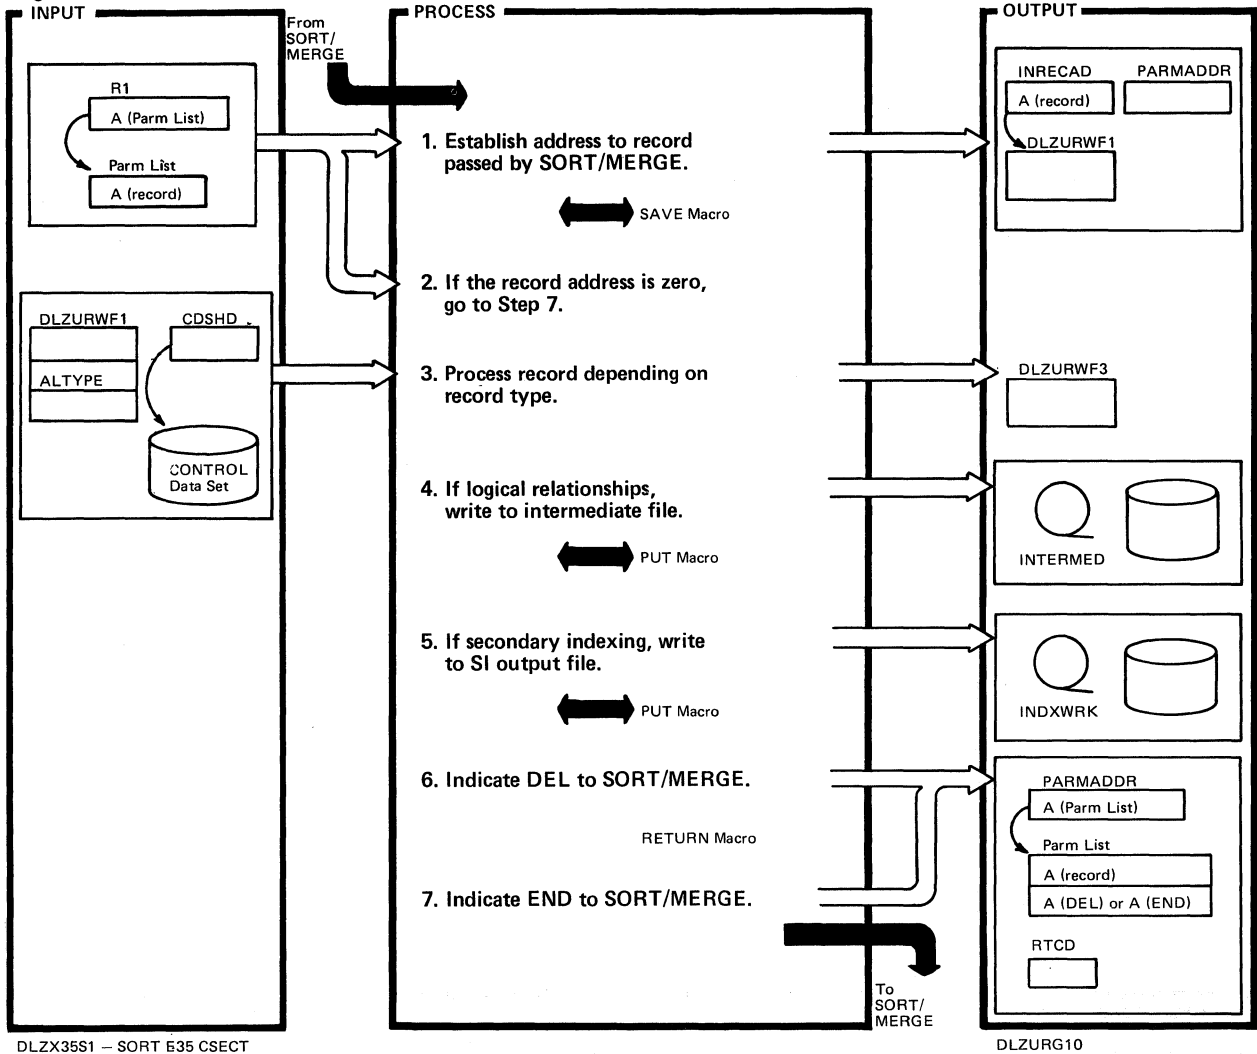 INPUT
R1
A (Parm List)
Parm List
A (record)
DLZURWF1
CDSHD
ALTYPE
CONTROL
Data Set
From
SORT/
MERGE
PROCESS
1. Establish address to record
passed by SORT/MERGE.
SAVE Macro
2. If the record address is zero,
go to Step 7.
3. Process record depending on
record type.
4. If logical relationships,
write to intermediate file.
PUT Macro
5. If secondary indexing, write
to SI output file.
PUT Macro
6. Indicate DEL to SORT/MERGE.
RETURN Macro
7. Indicate END to SORT/MERGE.
To
SORT/
MERGE
OUTPUT
INRECAD
PARMADDR
A (record)
DLZURWF1
DLZURWF3
INTERMED
INDXWRK
PARMADDR
A (Parm List)
Parm List
A (record)
A (DEL) or A (END)
RTCD
DLZX35S1 – SORT E35 CSECT
DLZURG10